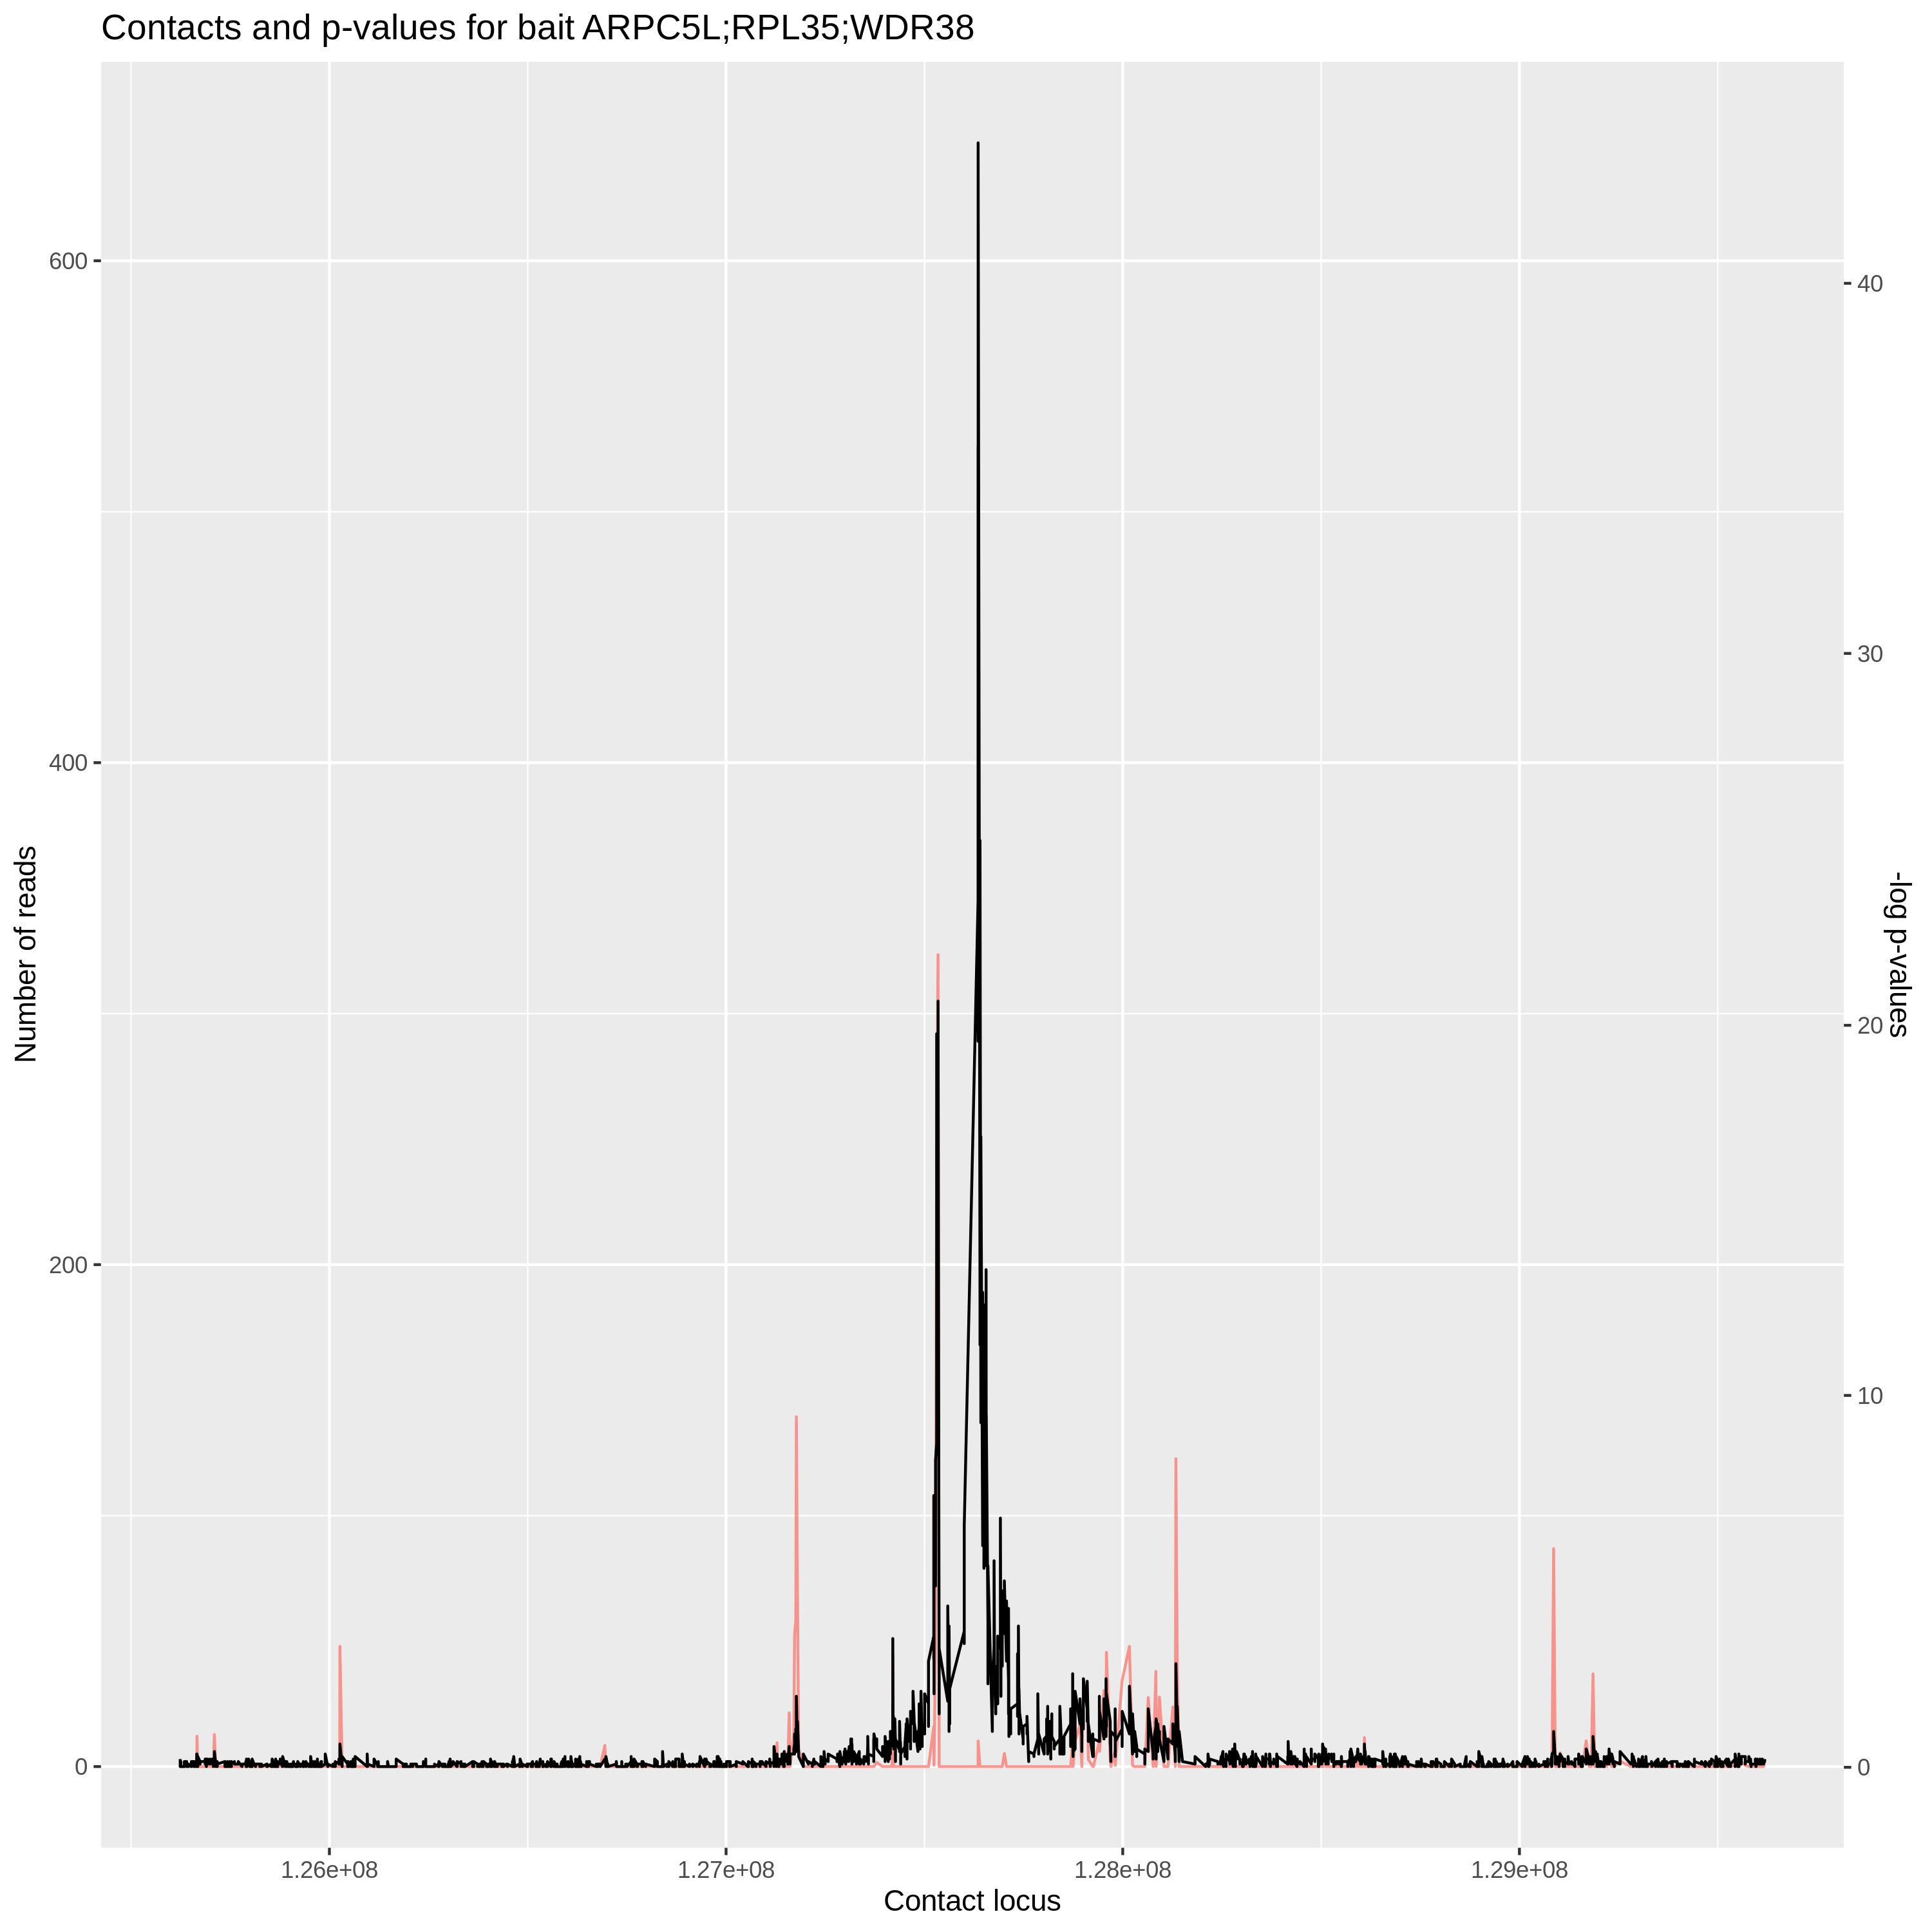 Contacts and p-values for bait ARPC5L;RPL35;WDR38
Number of reads
600
400
200
0
40
30
20
10
0
-log p-values
1.26e+08
1.27e+08
1.28e+08
1.29e+08
Contact locus